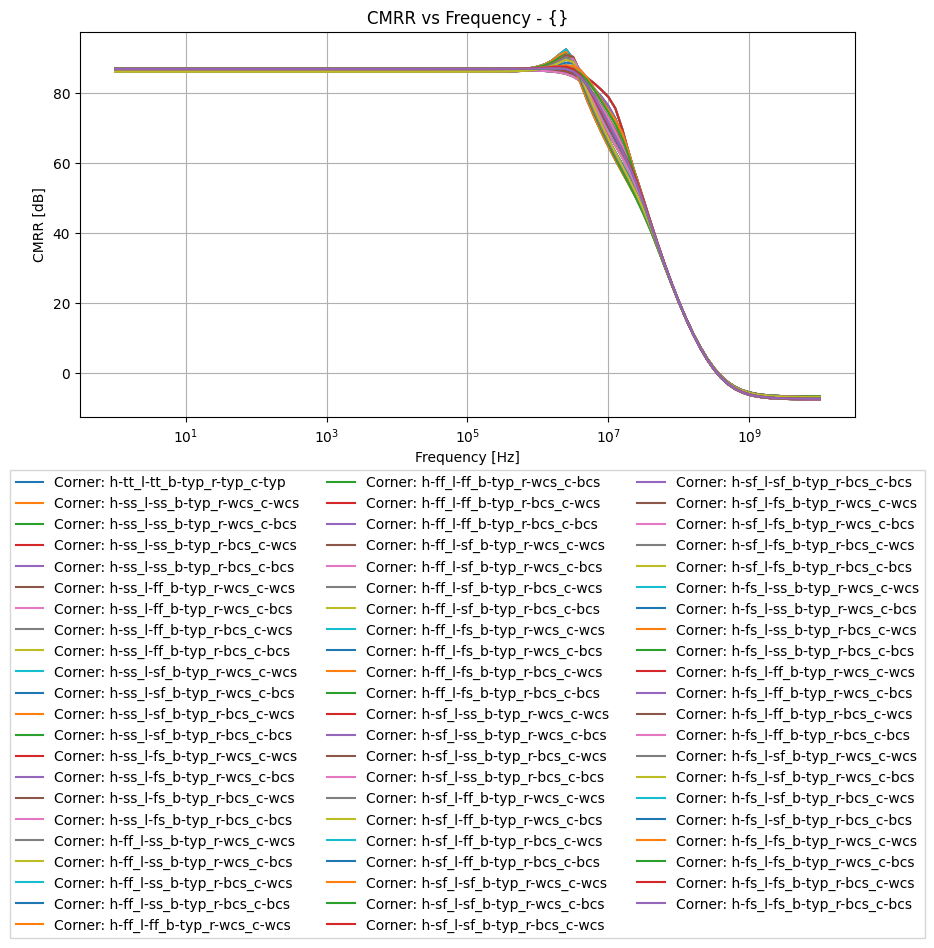 CMRR vs Frequency - {}
CMRR [dB]
80
60
40
20
0
10^1
10^3
10^5
10^7
10^9
Frequency [Hz]
Corner: h-tt_l-tt_b-typ_r-typ_c-typ
Corner: h-ss_l-ss_b-typ_r-wcs_c-wcs
Corner: h-ss_l-ss_b-typ_r-wcs_c-bcs
Corner: h-ss_l-ss_b-typ_r-bcs_c-wcs
Corner: h-ss_l-ss_b-typ_r-bcs_c-bcs
Corner: h-ss_l-ff_b-typ_r-wcs_c-wcs
Corner: h-ss_l-ff_b-typ_r-wcs_c-bcs
Corner: h-ss_l-ff_b-typ_r-bcs_c-wcs
Corner: h-ss_l-ff_b-typ_r-bcs_c-bcs
Corner: h-ss_l-sf_b-typ_r-wcs_c-wcs
Corner: h-ss_l-sf_b-typ_r-wcs_c-bcs
Corner: h-ss_l-sf_b-typ_r-bcs_c-wcs
Corner: h-ss_l-sf_b-typ_r-bcs_c-bcs
Corner: h-ss_l-fs_b-typ_r-wcs_c-wcs
Corner: h-ss_l-fs_b-typ_r-wcs_c-bcs
Corner: h-ss_l-fs_b-typ_r-bcs_c-wcs
Corner: h-ss_l-fs_b-typ_r-bcs_c-bcs
Corner: h-ff_l-ss_b-typ_r-wcs_c-wcs
Corner: h-ff_l-ss_b-typ_r-wcs_c-bcs
Corner: h-ff_l-ss_b-typ_r-bcs_c-wcs
Corner: h-ff_l-ss_b-typ_r-bcs_c-bcs
Corner: h-ff_l-ff_b-typ_r-wcs_c-wcs
Corner: h-ff_l-ff_b-typ_r-wcs_c-bcs
Corner: h-ff_l-ff_b-typ_r-bcs_c-wcs
Corner: h-ff_l-ff_b-typ_r-bcs_c-bcs
Corner: h-ff_l-sf_b-typ_r-wcs_c-wcs
Corner: h-ff_l-sf_b-typ_r-wcs_c-bcs
Corner: h-ff_l-sf_b-typ_r-bcs_c-wcs
Corner: h-ff_l-sf_b-typ_r-bcs_c-bcs
Corner: h-ff_l-fs_b-typ_r-wcs_c-wcs
Corner: h-ff_l-fs_b-typ_r-wcs_c-bcs
Corner: h-ff_l-fs_b-typ_r-bcs_c-wcs
Corner: h-ff_l-fs_b-typ_r-bcs_c-bcs
Corner: h-sf_l-ss_b-typ_r-wcs_c-wcs
Corner: h-sf_l-ss_b-typ_r-wcs_c-bcs
Corner: h-sf_l-ss_b-typ_r-bcs_c-wcs
Corner: h-sf_l-ss_b-typ_r-bcs_c-bcs
Corner: h-sf_l-ff_b-typ_r-wcs_c-wcs
Corner: h-sf_l-ff_b-typ_r-wcs_c-bcs
Corner: h-sf_l-ff_b-typ_r-bcs_c-wcs
Corner: h-sf_l-ff_b-typ_r-bcs_c-bcs
Corner: h-sf_l-sf_b-typ_r-wcs_c-wcs
Corner: h-sf_l-sf_b-typ_r-wcs_c-bcs
Corner: h-sf_l-sf_b-typ_r-bcs_c-wcs
Corner: h-sf_l-sf_b-typ_r-bcs_c-bcs
Corner: h-sf_l-fs_b-typ_r-wcs_c-wcs
Corner: h-sf_l-fs_b-typ_r-wcs_c-bcs
Corner: h-sf_l-fs_b-typ_r-bcs_c-wcs
Corner: h-sf_l-fs_b-typ_r-bcs_c-bcs
Corner: h-fs_l-ss_b-typ_r-wcs_c-wcs
Corner: h-fs_l-ss_b-typ_r-wcs_c-bcs
Corner: h-fs_l-ss_b-typ_r-bcs_c-wcs
Corner: h-fs_l-ss_b-typ_r-bcs_c-bcs
Corner: h-fs_l-ff_b-typ_r-wcs_c-wcs
Corner: h-fs_l-ff_b-typ_r-wcs_c-bcs
Corner: h-fs_l-ff_b-typ_r-bcs_c-wcs
Corner: h-fs_l-ff_b-typ_r-bcs_c-bcs
Corner: h-fs_l-sf_b-typ_r-wcs_c-wcs
Corner: h-fs_l-sf_b-typ_r-wcs_c-bcs
Corner: h-fs_l-sf_b-typ_r-bcs_c-wcs
Corner: h-fs_l-sf_b-typ_r-bcs_c-bcs
Corner: h-fs_l-fs_b-typ_r-wcs_c-wcs
Corner: h-fs_l-fs_b-typ_r-wcs_c-bcs
Corner: h-fs_l-fs_b-typ_r-bcs_c-wcs
Corner: h-fs_l-fs_b-typ_r-bcs_c-bcs